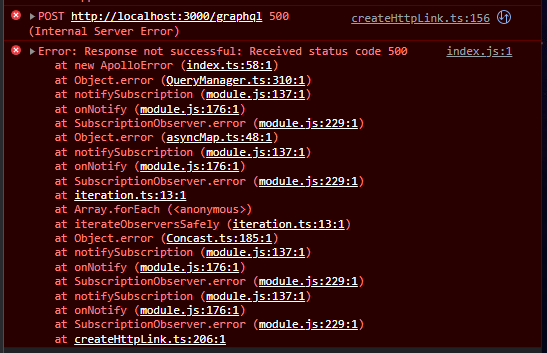 POST http://localhost:3000/graphql 500 createHttpLink.ts:156
(Internal Server Error)
Error: Response not successful: Received status code 500 index.js:1
at new ApolloError (index.ts:58:1)
at Object.error (QueryManager.ts:310:1)
at notifySubscription (module.js:137:1)
at onNotify (module.js:176:1)
at SubscriptionObserver.error (module.js:229:1)
at Object.error (asyncMap.ts:48:1)
at notifySubscription (module.js:137:1)
at onNotify (module.js:176:1)
at SubscriptionObserver.error (module.js:229:1)
at iteration.ts:13:1
at Array.forEach (<anonymous>)
at iterateObserversSafely (iteration.ts:13:1)
at Object.error (Concast.ts:185:1)
at notifySubscription (module.js:137:1)
at onNotify (module.js:176:1)
at SubscriptionObserver.error (module.js:229:1)
at notifySubscription (module.js:137:1)
at onNotify (module.js:176:1)
at SubscriptionObserver.error (module.js:229:1)
at createHttpLink.ts:206:1